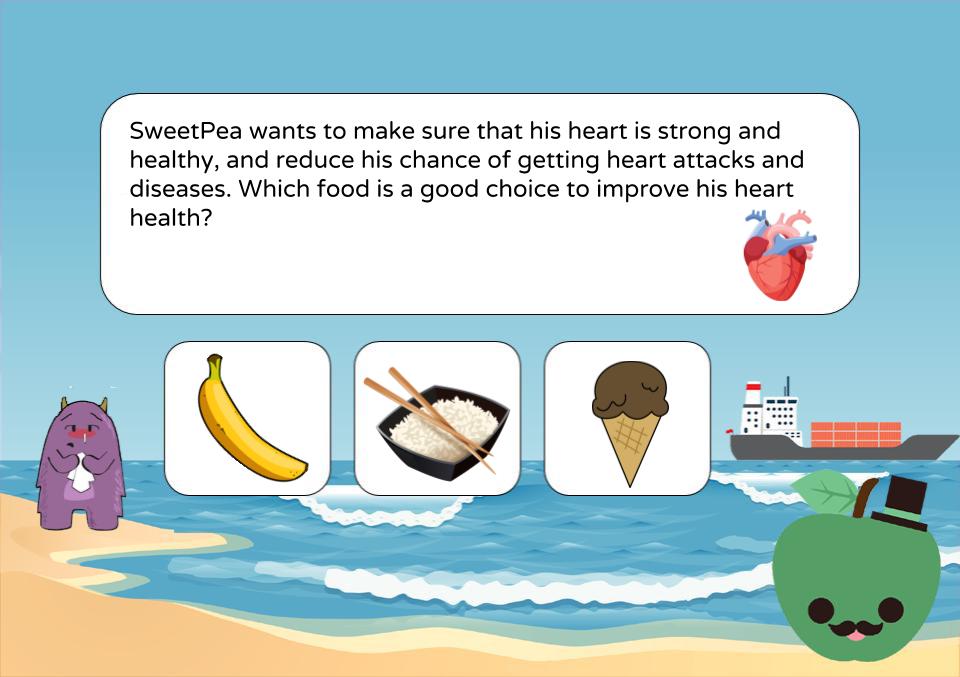 SweetPea wants to make sure that his heart is strong and
healthy, and reduce his chance of getting heart attacks and
diseases. Which food is a good choice to improve his heart
health?